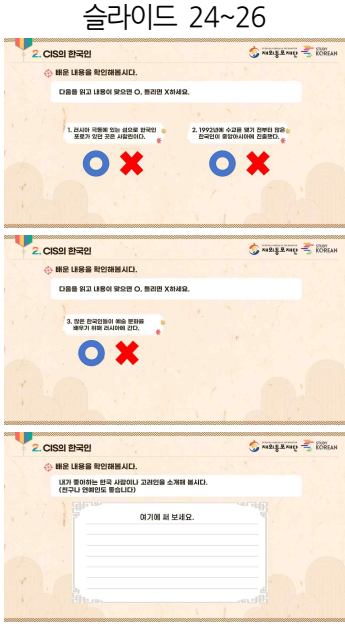 슬라이드 24~26
2. CIS의 한국인
재외동포재단
STUDY
KOREAN
배운 내용을 확인해봅시다.
다음을 읽고 내용이 맞으면 O, 틀리면 X하세요.
1. 러시아 극동에 있는 섬으로 한국인
포로가 있던 곳은 사할린이다.
2. 1992년에 수교를 맺기 전부터 많은
한국인이 중앙아시아에 진출했다.
2. CIS의 한국인
재외동포재단
STUDY
KOREAN
배운 내용을 확인해봅시다.
다음을 읽고 내용이 맞으면 O, 틀리면 X하세요.
3. 많은 한국인들이 예술 문화를
배우기 위해 러시아에 간다.
2. CIS의 한국인
재외동포재단
STUDY
KOREAN
배운 내용을 확인해봅시다.
내가 좋아하는 한국 사람이나 고려인을 소개해 봅시다.
(친구나 연예인도 좋습니다)
여기에 써 보세요.